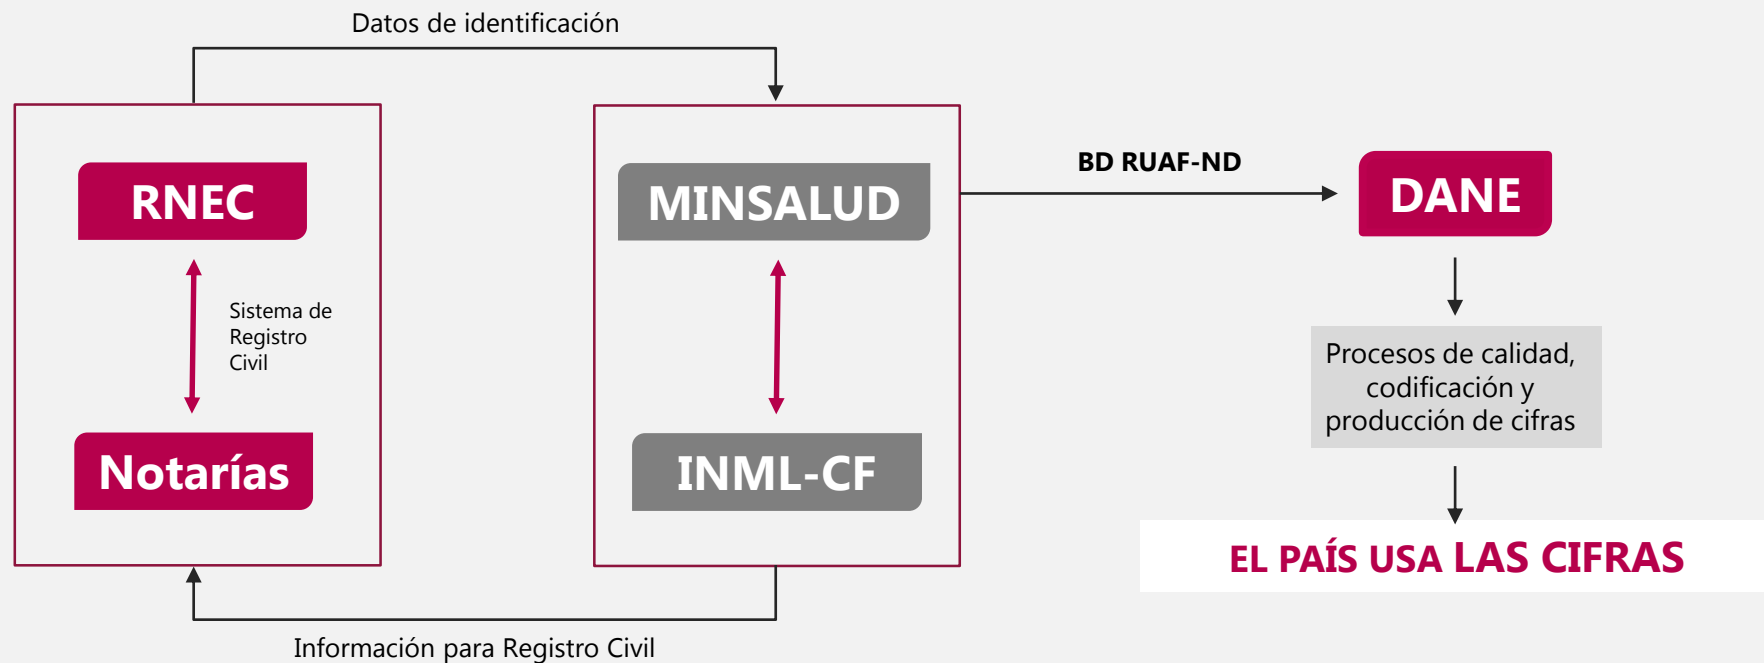 Datos de identificación
RNEC
Sistema de
Registro
Civil
Notarías
MINSALUD
INML-CF
Información para Registro Civil
BD RUAF-ND
DANE
Procesos de calidad,
codificación y
producción de cifras
EL PAÍS USA LAS CIFRAS